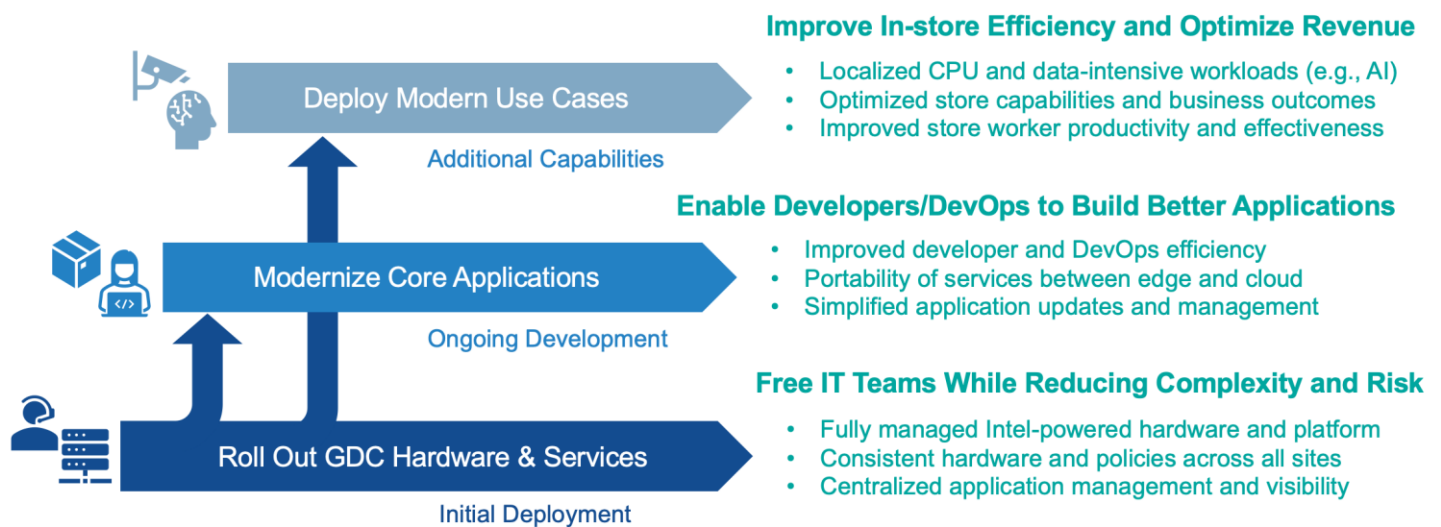 Improve In-store Efficiency and Optimize Revenue
Deploy Modern Use Cases
• Localized CPU and data-intensive workloads (e.g., AI)
• Optimized store capabilities and business outcomes
• Improved store worker productivity and effectiveness
Additional Capabilities
Enable Developers/DevOps to Build Better Applications
Modernize Core Applications
• Improved developer and DevOps efficiency
• Portability of services between edge and cloud
• Simplified application updates and management
Ongoing Development
Free IT Teams While Reducing Complexity and Risk
Roll Out GDC Hardware & Services
• Fully managed Intel-powered hardware and platform
• Consistent hardware and policies across all sites
• Centralized application management and visibility
Initial Deployment